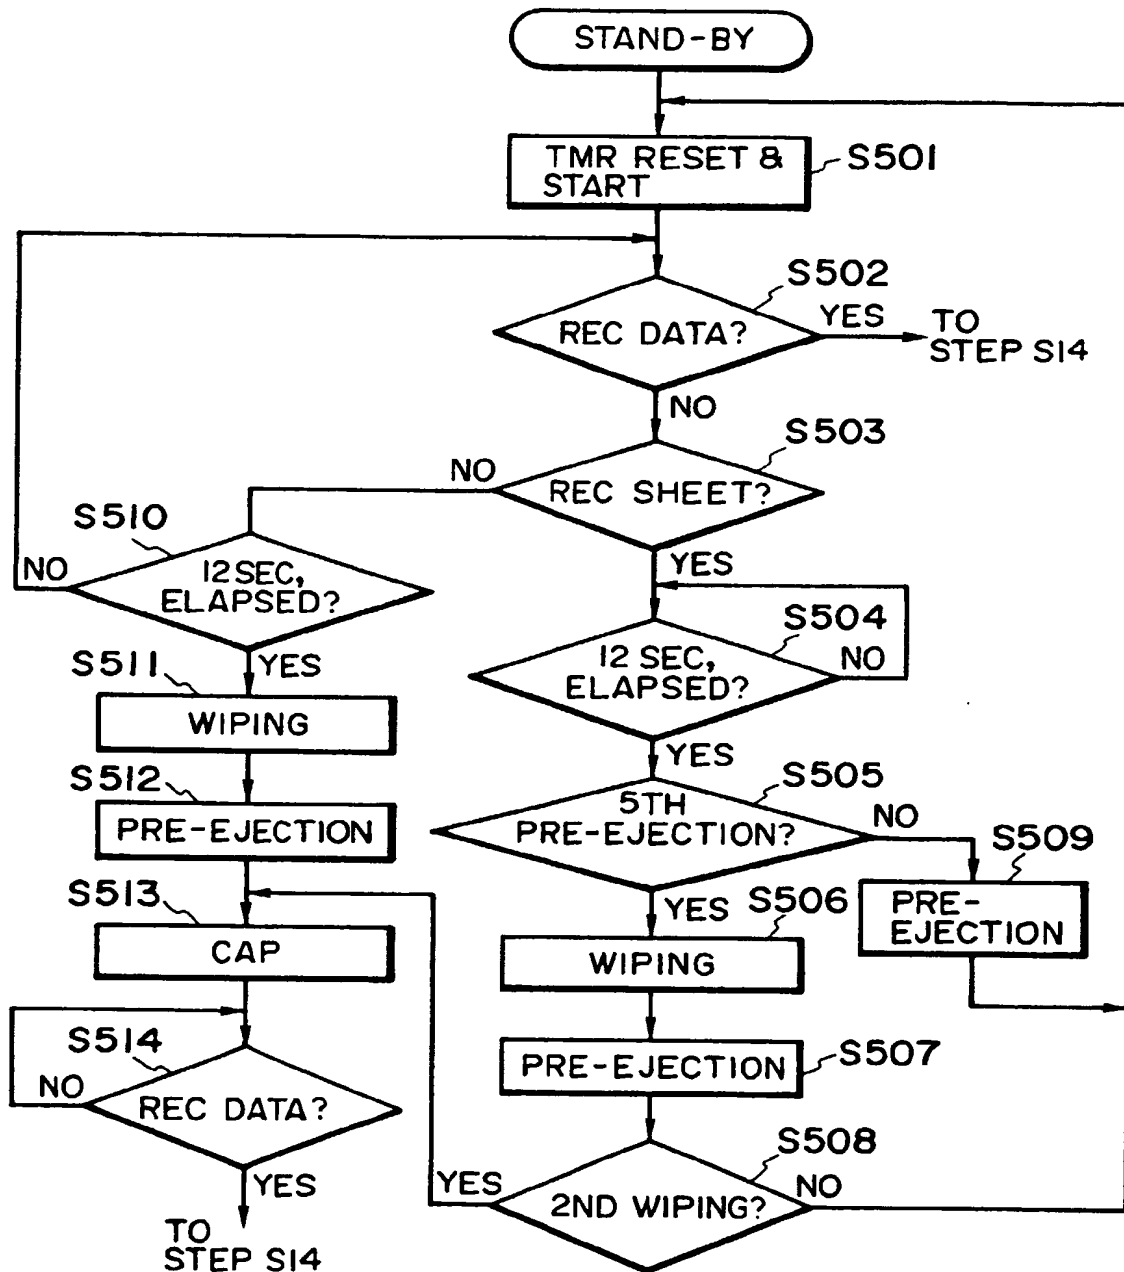 STAND-BY
TMR RESET &
START
S501
S502
REC DATA?
YES
TO
STEP S14
NO
S503
NO
REC SHEET?
YES
S510
NO
12 SEC,
ELAPSED?
YES
S504
12 SEC,
ELAPSED?
NO
YES
S511
WIPING
S512
PRE-EJECTION
S505
5TH
PRE-EJECTION?
NO
YES
S509
PRE-
EJECTION
S513
CAP
S506
WIPING
S507
PRE-EJECTION
S514
NO
REC DATA?
YES
TO
STEP S14
S508
YES
2ND WIPING?
NO